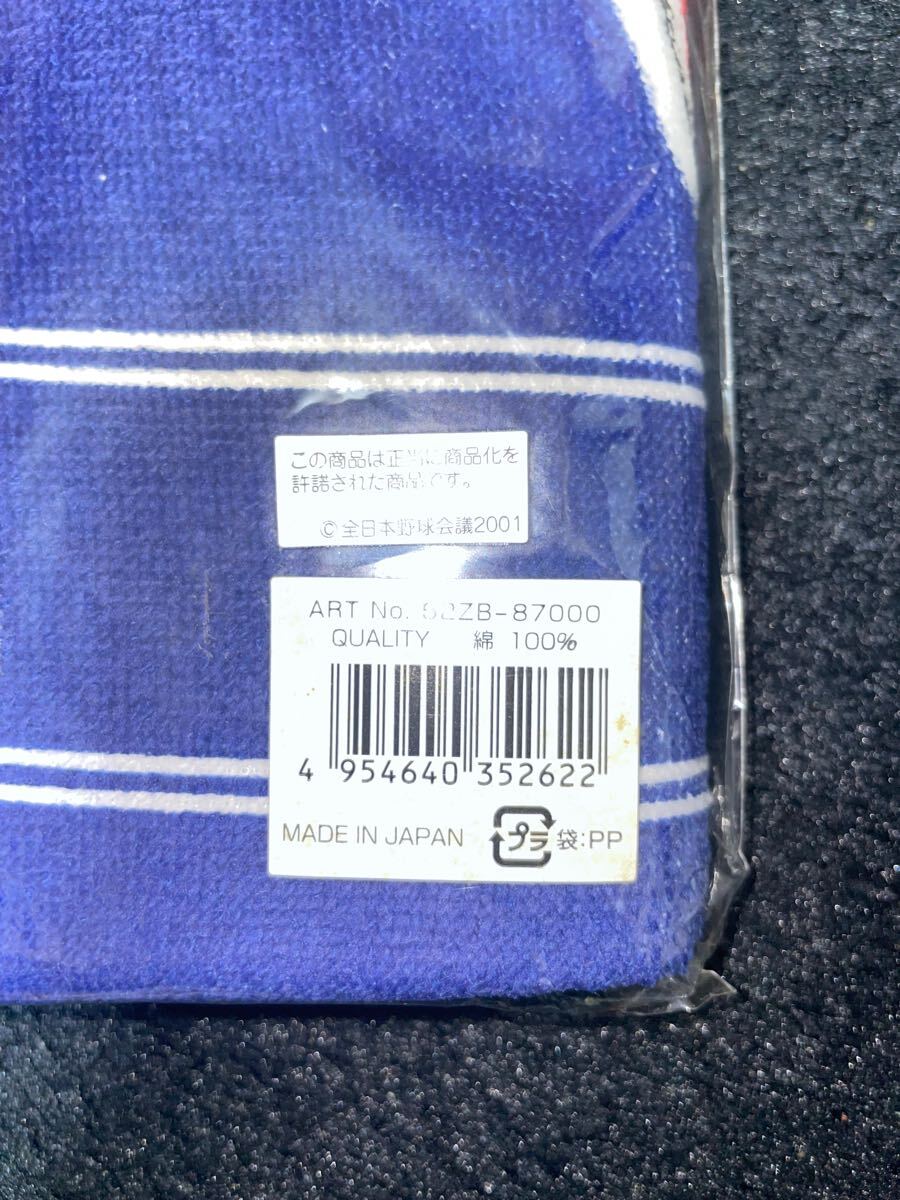 この商品は正当に商品化を
許諾された商品です。
© 全日本野球会議2001
ART No. 52ZB-87000
QUALITY 綿 100%
4 954640 352622
MADE IN JAPAN プラ 袋:PP